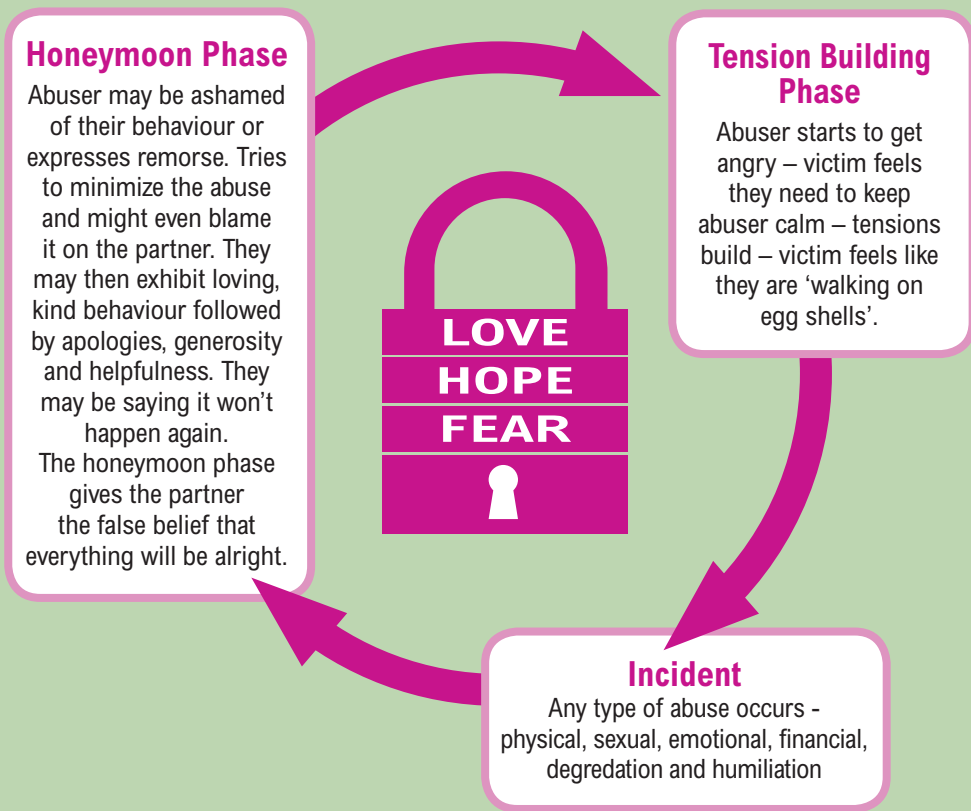 Honeymoon Phase
Abuser may be ashamed
of their behaviour or
expresses remorse. Tries
to minimize the abuse
and might even blame
it on the partner. They
may then exhibit loving,
kind behaviour followed
by apologies, generosity
and helpfulness. They
may be saying it won’t
happen again.
The honeymoon phase
gives the partner
the false belief that
everything will be alright.
Tension Building
Phase
Abuser starts to get
angry – victim feels
they need to keep
abuser calm – tensions
build – victim feels like
they are ‘walking on
egg shells’.
LOVE
HOPE
FEAR
Incident
Any type of abuse occurs -
physical, sexual, emotional, financial,
degredation and humiliation